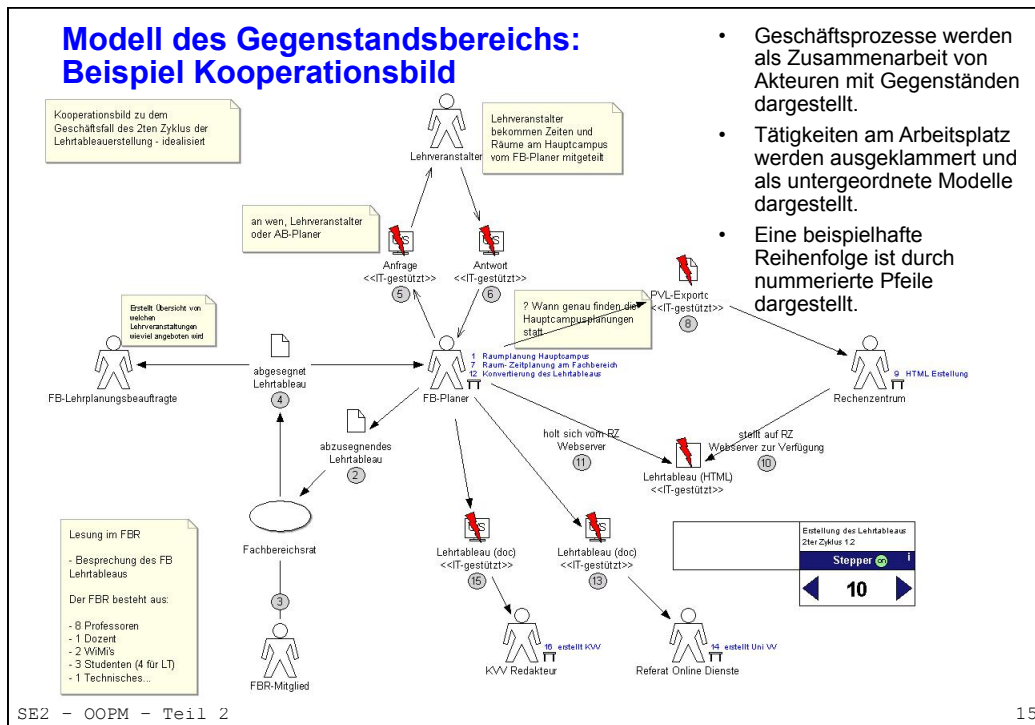 Modell des Gegenstandsbereichs:
Beispiel Kooperationsbild
• Geschäftsprozesse werden
als Zusammenarbeit von
Akteuren mit Gegenständen
dargestellt.
• Tätigkeiten am Arbeitsplatz
werden ausgeklammert und
als untergeordnete Modelle
dargestellt.
• Eine beispielhafte
Reihenfolge ist durch
nummerierte Pfeile
dargestellt.
Kooperationsbild zu dem
Geschäftsfall des 2ten Zyklus der
Lehrtableauerstellung - idealisiert
Lehrveranstalter
Lehrveranstalter
bekommen Zeiten und
Räume am Hauptcampus
vom FB-Planer mitgeteilt
an wen, Lehrveranstalter
oder AB-Planer
Anfrage
<<IT-gestützt>>
5
Antwort
<<IT-gestützt>>
6
? Wann genau finden die
Hauptcampusplanungen
statt
PVL-Exportc
<<IT-gestützt>>
8
Erstellt Übersicht von
welchen
Lehrveranstaltungen
wieviel angeboten wird
FB-Lehrplanungsbeauftragte
abgesegnet
Lehrtableau
4
1 Raumplanung Hauptcampus
7 Raum- Zeitplanung am Fachbereich
12 Konvertierung des Lehrtableaus
FB-Planer
9 HTML Erstellung
Rechenzentrum
abzusegnendes
Lehrtableau
2
holt sich vom RZ
Webserver
11
stellt auf RZ
Webserver zur Verfügung
10
Lehrtableau (HTML)
<<IT-gestützt>>
Fachbereichsrat
3
FBR-Mitglied
Lesung im FBR
- Besprechung des FB
Lehrtableaus
Der FBR besteht aus:
- 8 Professoren
- 1 Dozent
- 2 WiMi's
- 3 Studenten (4 für LT)
- 1 Technisches...
Lehrtableau (doc)
<<IT-gestützt>>
15
Lehrtableau (doc)
<<IT-gestützt>>
13
16 erstellt KVV
KVV Redakteur
14 erstellt Uni VV
Referat Online Dienste
Erstellung des Lehrtableaus
2ter Zyklus 1.2
Stepper on i
10
SE2 - OOPM - Teil 2
15